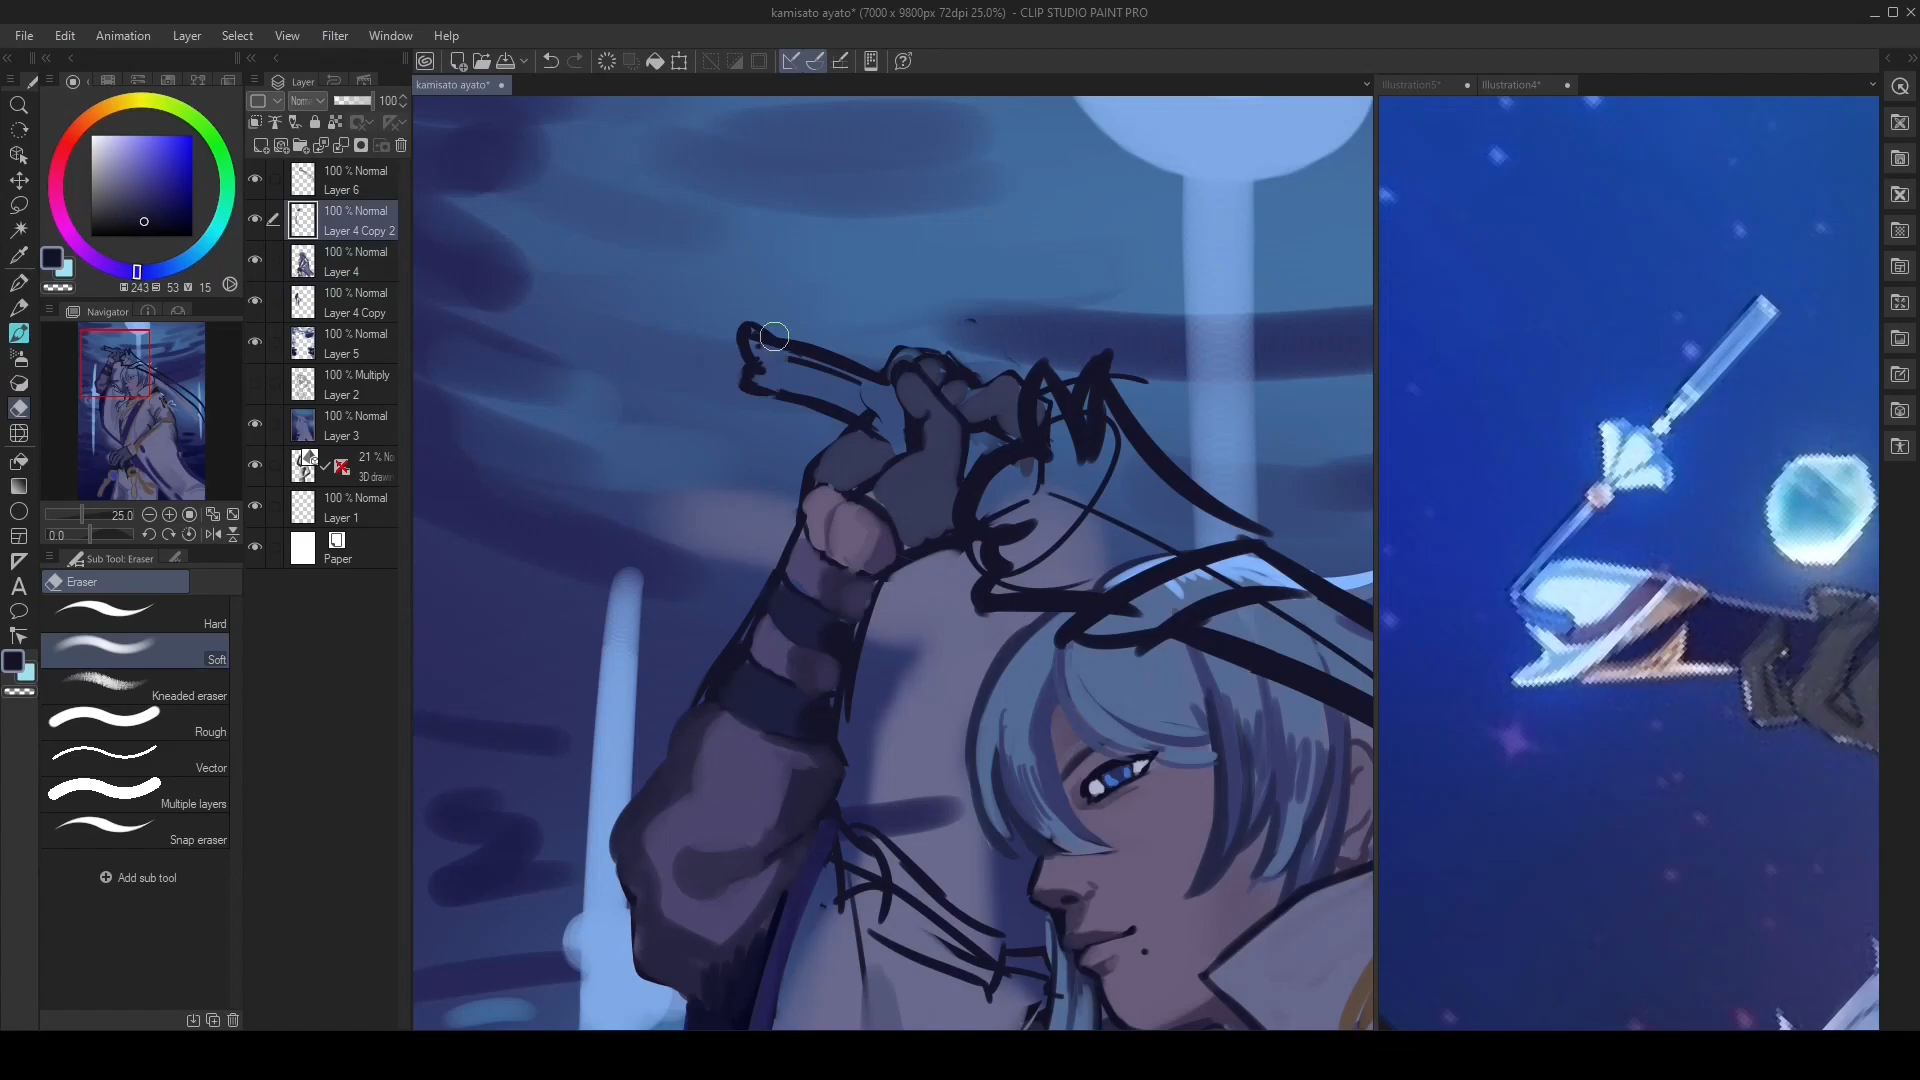 kamisato ayato* (7000 x 9800px 72dpi 25.0%)  - CLIP STUDIO PAINT PRO
File Edit Animation Layer Select View Filter Window Help
kamisato ayato*
Illustration5*
Illustration4*
Layer
Norm
100
100 % Normal
Layer 6
100 % Normal
Layer 4 Copy 2
100 % Normal
Layer 4
100 % Normal
Layer 4 Copy
100 % Normal
Layer 5
100 % Multiply
Layer 2
100 % Normal
Layer 3
21 % No
3D drawi
100 % Normal
Layer 1
Paper
H 243 S 53 V 15
Navigator
25.0
0.0
Sub Tool: Eraser
Eraser
Hard
Soft
Kneaded eraser
Rough
Vector
Multiple layers
Snap eraser
Add sub tool